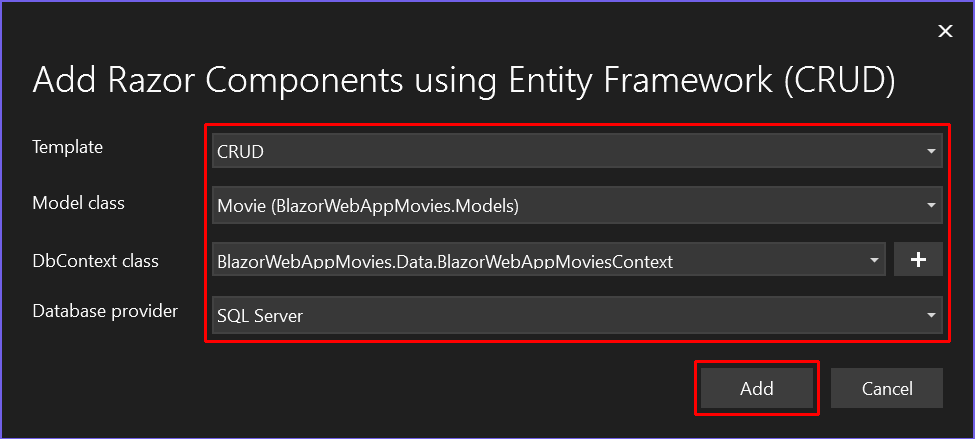 Add Razor Components using Entity Framework (CRUD)
Template
CRUD
Model class
Movie (BlazorWebAppMovies.Models)
DbContext class
BlazorWebAppMovies.Data.BlazorWebAppMoviesContext
Database provider
SQL Server
Add
Cancel